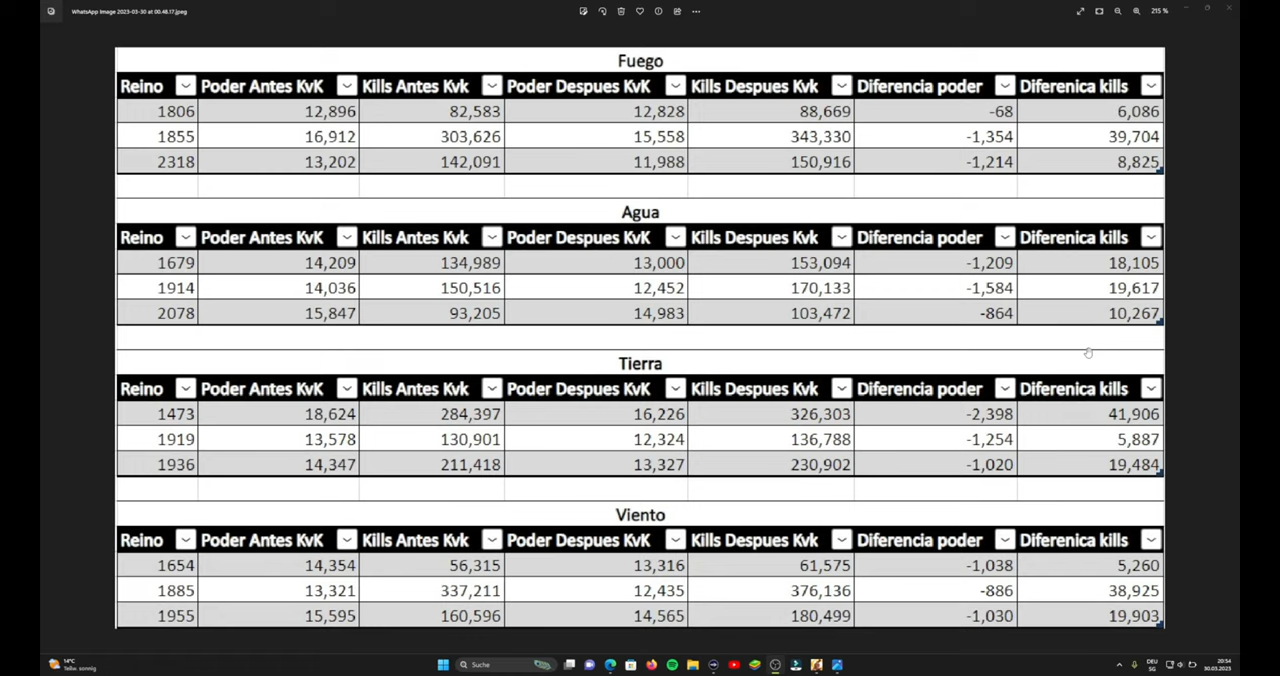 WhatsApp Image 2023-03-30 at 00.48.17.jpeg
215 %
Fuego
Reino Poder Antes KvK Kills Antes Kvk Poder Despues KvK Kills Despues Kvk Diferencia poder Diferenica kills
1806 12,896 82,583 12,828 88,669 -68 6,086
1855 16,912 303,626 15,558 343,330 -1,354 39,704
2318 13,202 142,091 11,988 150,916 -1,214 8,825
Agua
Reino Poder Antes KvK Kills Antes Kvk Poder Despues KvK Kills Despues Kvk Diferencia poder Diferenica kills
1679 14,209 134,989 13,000 153,094 -1,209 18,105
1914 14,036 150,516 12,452 170,133 -1,584 19,617
2078 15,847 93,205 14,983 103,472 -864 10,267
Tierra
Reino Poder Antes KvK Kills Antes Kvk Poder Despues KvK Kills Despues Kvk Diferencia poder Diferenica kills
1473 18,624 284,397 16,226 326,303 -2,398 41,906
1919 13,578 130,901 12,324 136,788 -1,254 5,887
1936 14,347 211,418 13,327 230,902 -1,020 19,484
Viento
Reino Poder Antes KvK Kills Antes Kvk Poder Despues KvK Kills Despues Kvk Diferencia poder Diferenica kills
1654 14,354 56,315 13,316 61,575 -1,038 5,260
1885 13,321 337,211 12,435 376,136 -886 38,925
1955 15,595 160,596 14,565 180,499 -1,030 19,903
14°C
Teilw. sonnig
Suche
DEU
SG
20:54
30.03.2023